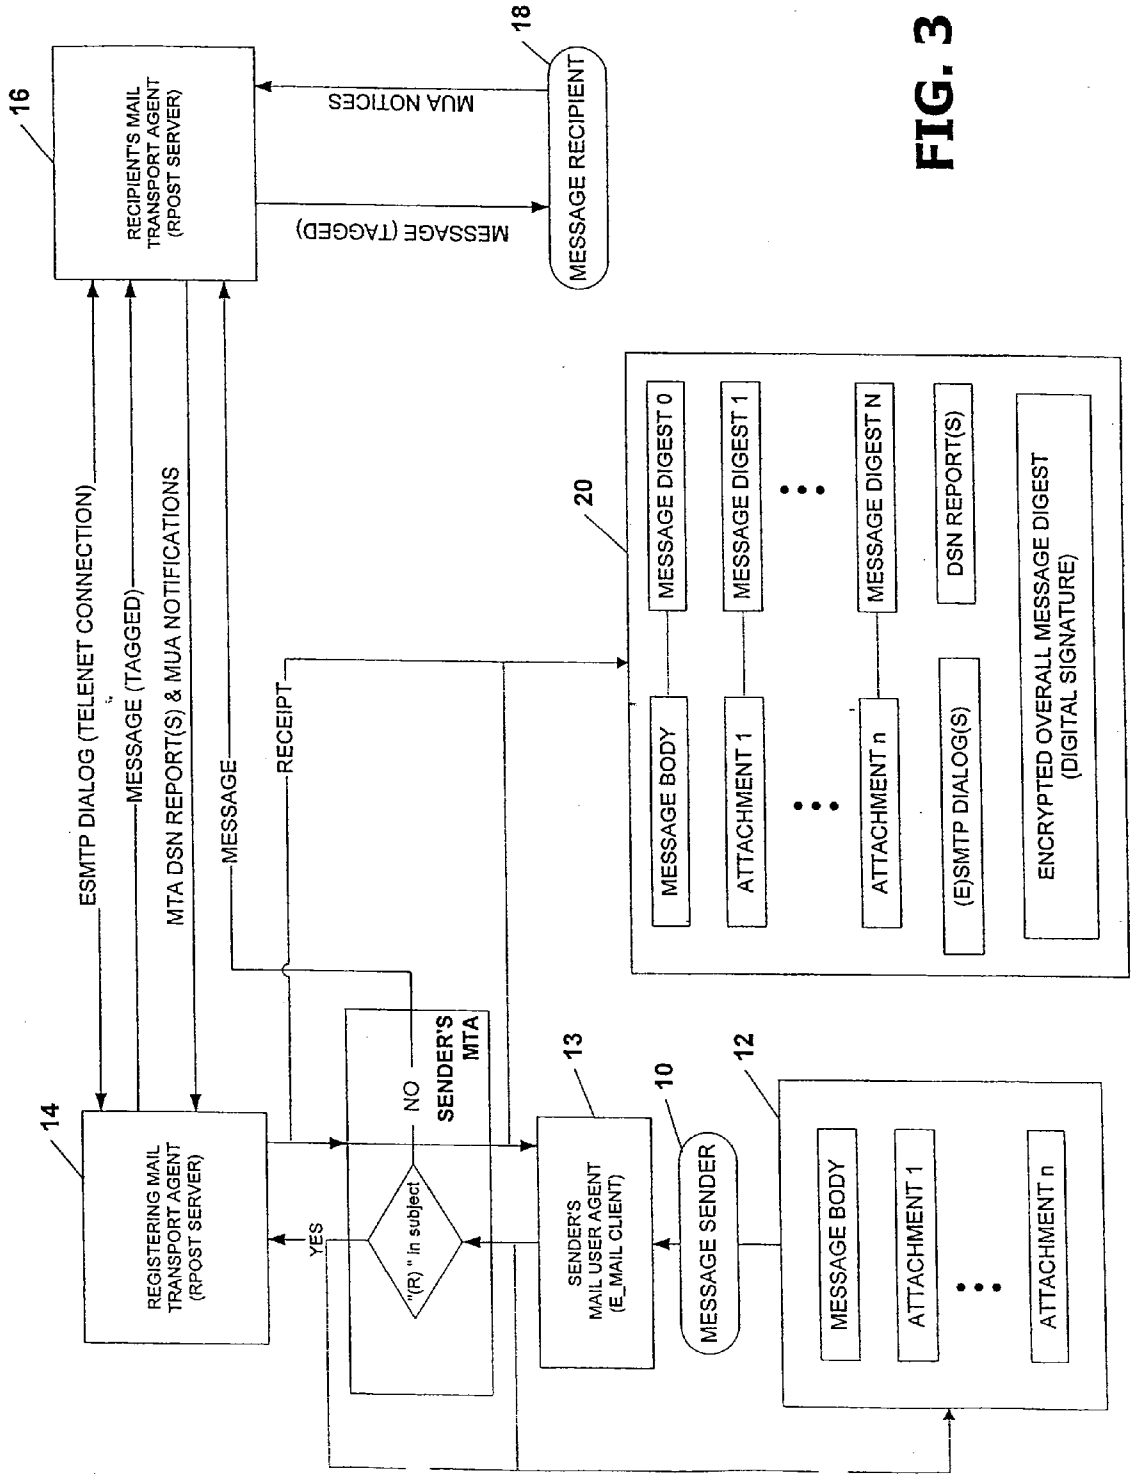 14
REGISTERING MAIL
TRANSPORT AGENT
(RPOST SERVER)
ESMTP DIALOG (TELENET CONNECTION)
MESSAGE (TAGGED)
MTA DSN REPORT(S) & MUA NOTIFICATIONS
MESSAGE
RECEIPT
16
RECIPIENT'S MAIL
TRANSPORT AGENT
(RPOST SERVER)
MESSAGE (TAGGED)
MUA NOTICES
18
MESSAGE RECIPIENT
YES
"(R) " in subject
NO
SENDER'S
MTA
13
SENDER'S
MAIL USER AGENT
(E_MAIL CLIENT)
10
MESSAGE SENDER
12
MESSAGE BODY
ATTACHMENT 1
ATTACHMENT n
20
MESSAGE BODY
MESSAGE DIGEST 0
ATTACHMENT 1
MESSAGE DIGEST 1
ATTACHMENT n
MESSAGE DIGEST N
(E)SMTP DIALOG(S)
DSN REPORT(S)
ENCRYPTED OVERALL MESSAGE DIGEST
(DIGITAL SIGNATURE)
FIG. 3